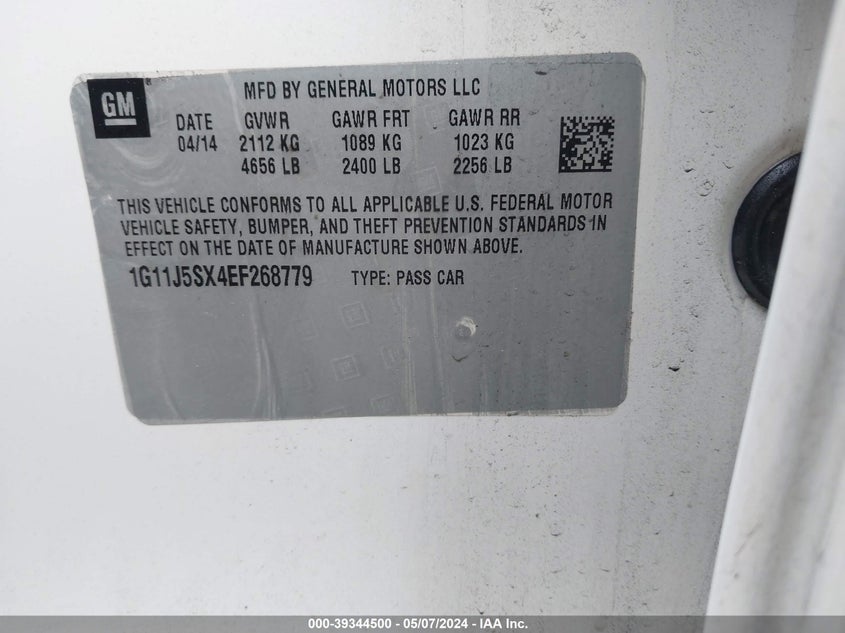 GM
MFD BY GENERAL MOTORS LLC
DATE GVWR GAWR FRT GAWR RR
04/14 2112 KG 1089 KG 1023 KG
4656 LB 2400 LB 2256 LB
THIS VEHICLE CONFORMS TO ALL APPLICABLE U.S. FEDERAL MOTOR
VEHICLE SAFETY, BUMPER, AND THEFT PREVENTION STANDARDS IN
EFFECT ON THE DATE OF MANUFACTURE SHOWN ABOVE.
1G11J5SX4EF268779 TYPE: PASS CAR
000-39344500 - 05/07/2024 - IAA Inc.